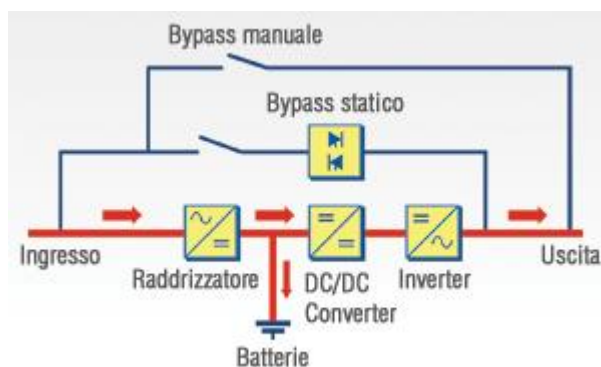 Bypass manuale
Bypass statico
Ingresso
Raddrizzatore
DC/DC
Converter
Inverter
Uscita
Batterie